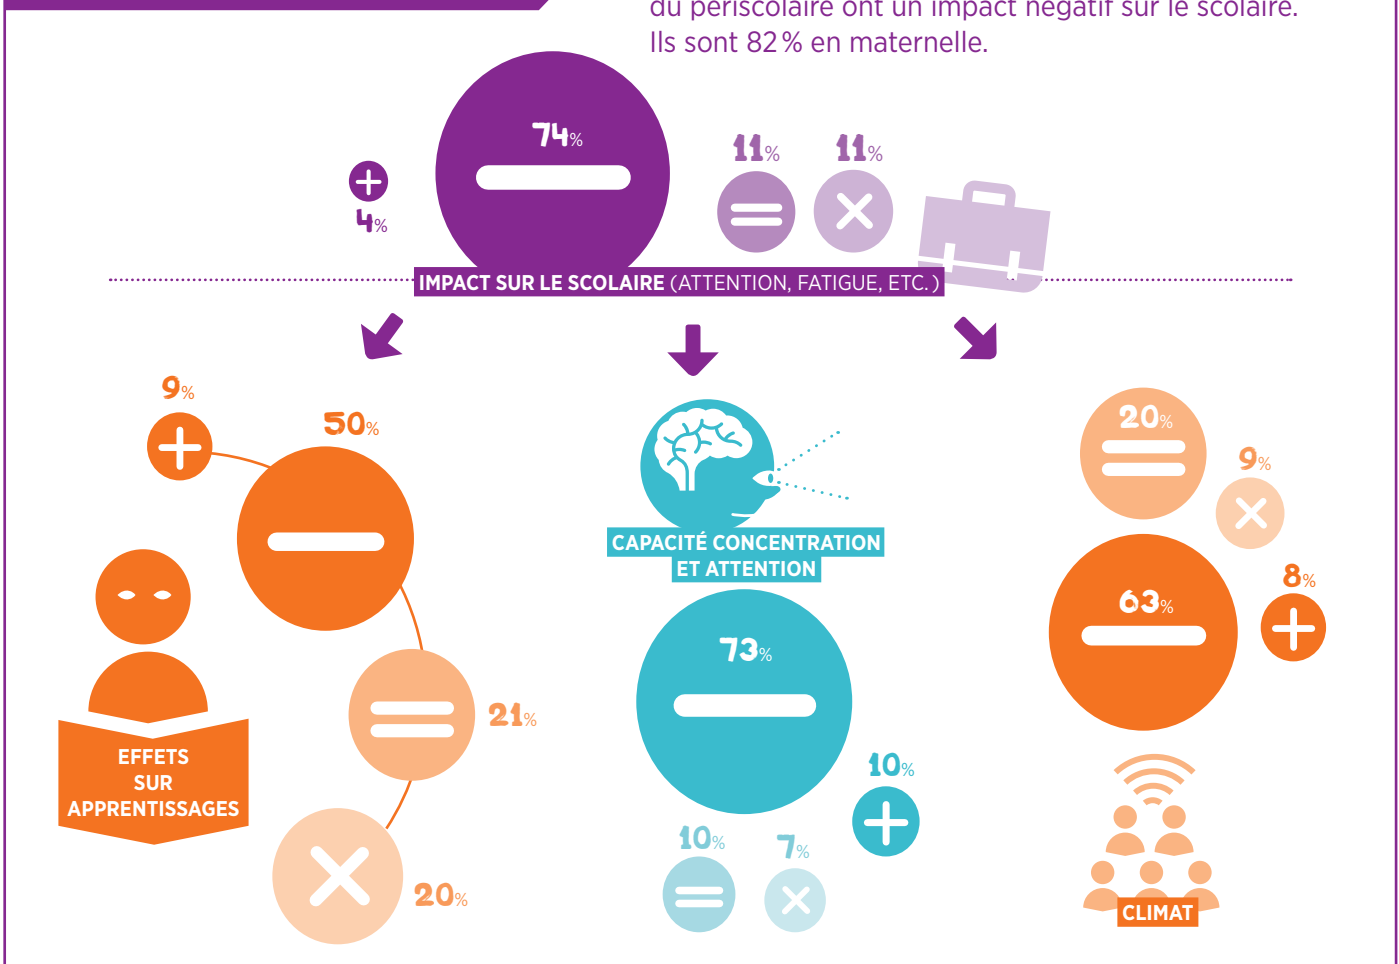 du périscolaire ont un impact négatif sur le scolaire.
Ils sont 82 % en maternelle.
74%
4%
11%
11%
IMPACT SUR LE SCOLAIRE (ATTENTION, FATIGUE, ETC. )
9%
50%
21%
20%
EFFETS
SUR
APPRENTISSAGES
CAPACITÉ CONCENTRATION
ET ATTENTION
73%
10%
10%
7%
20%
9%
63%
8%
CLIMAT